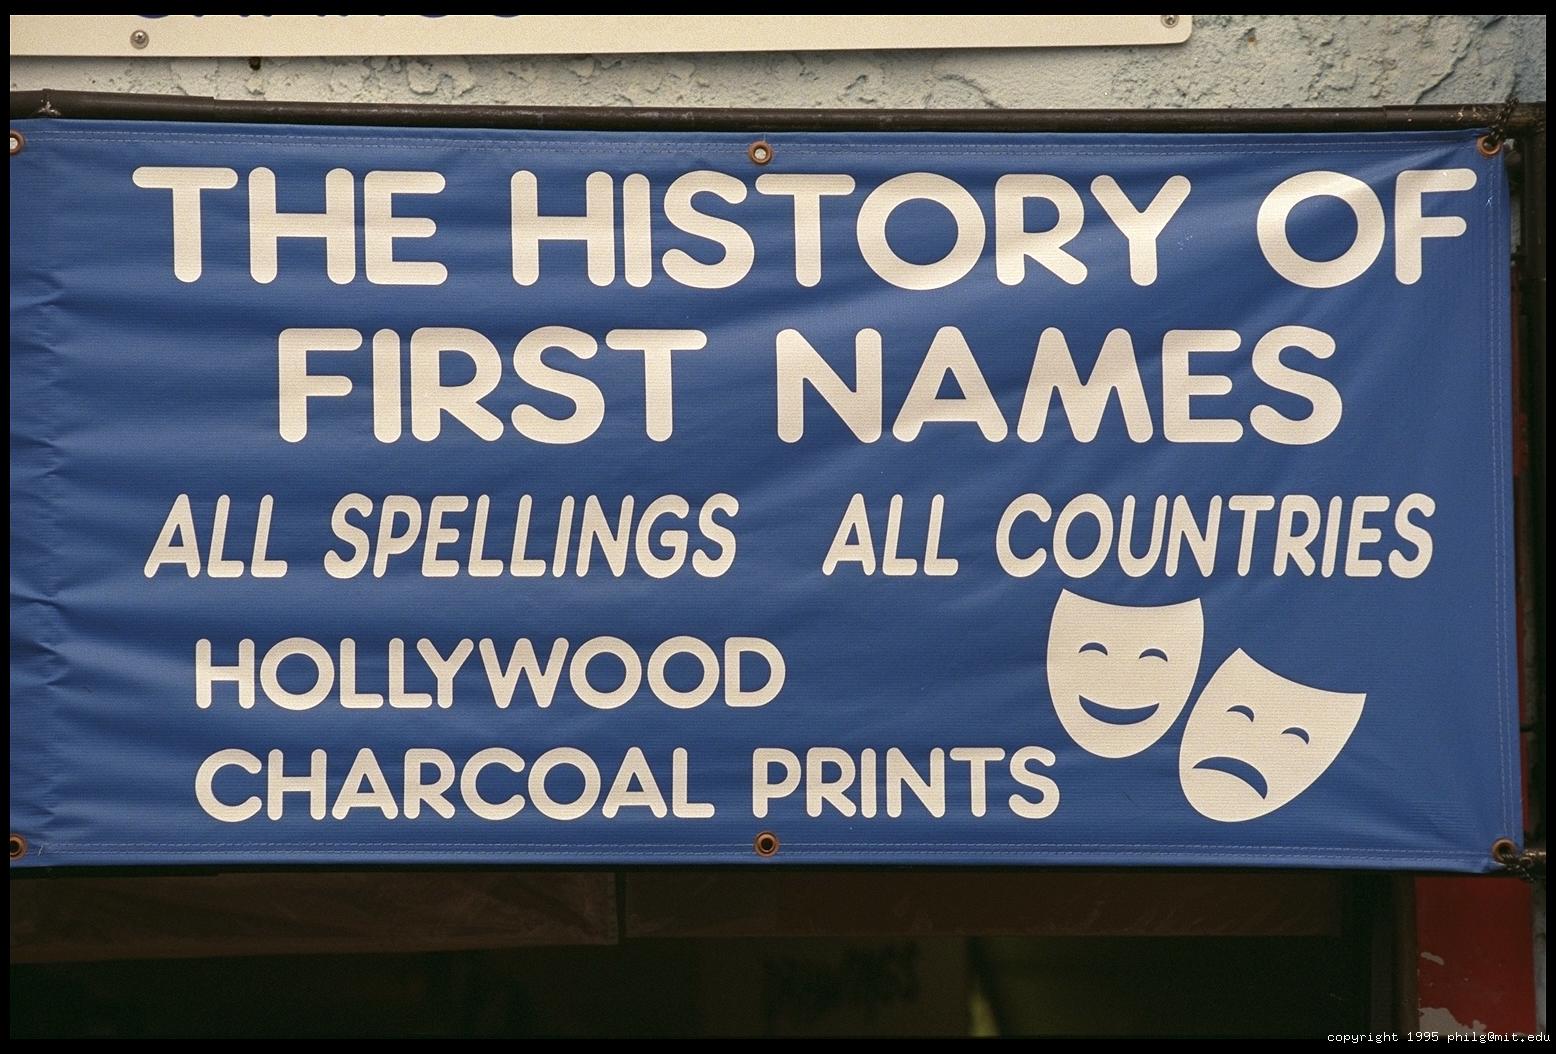 THE HISTORY OF
FIRST NAMES
ALL SPELLINGS ALL COUNTRIES
HOLLYWOOD
CHARCOAL PRINTS
copyright 1995 philg@mit.edu